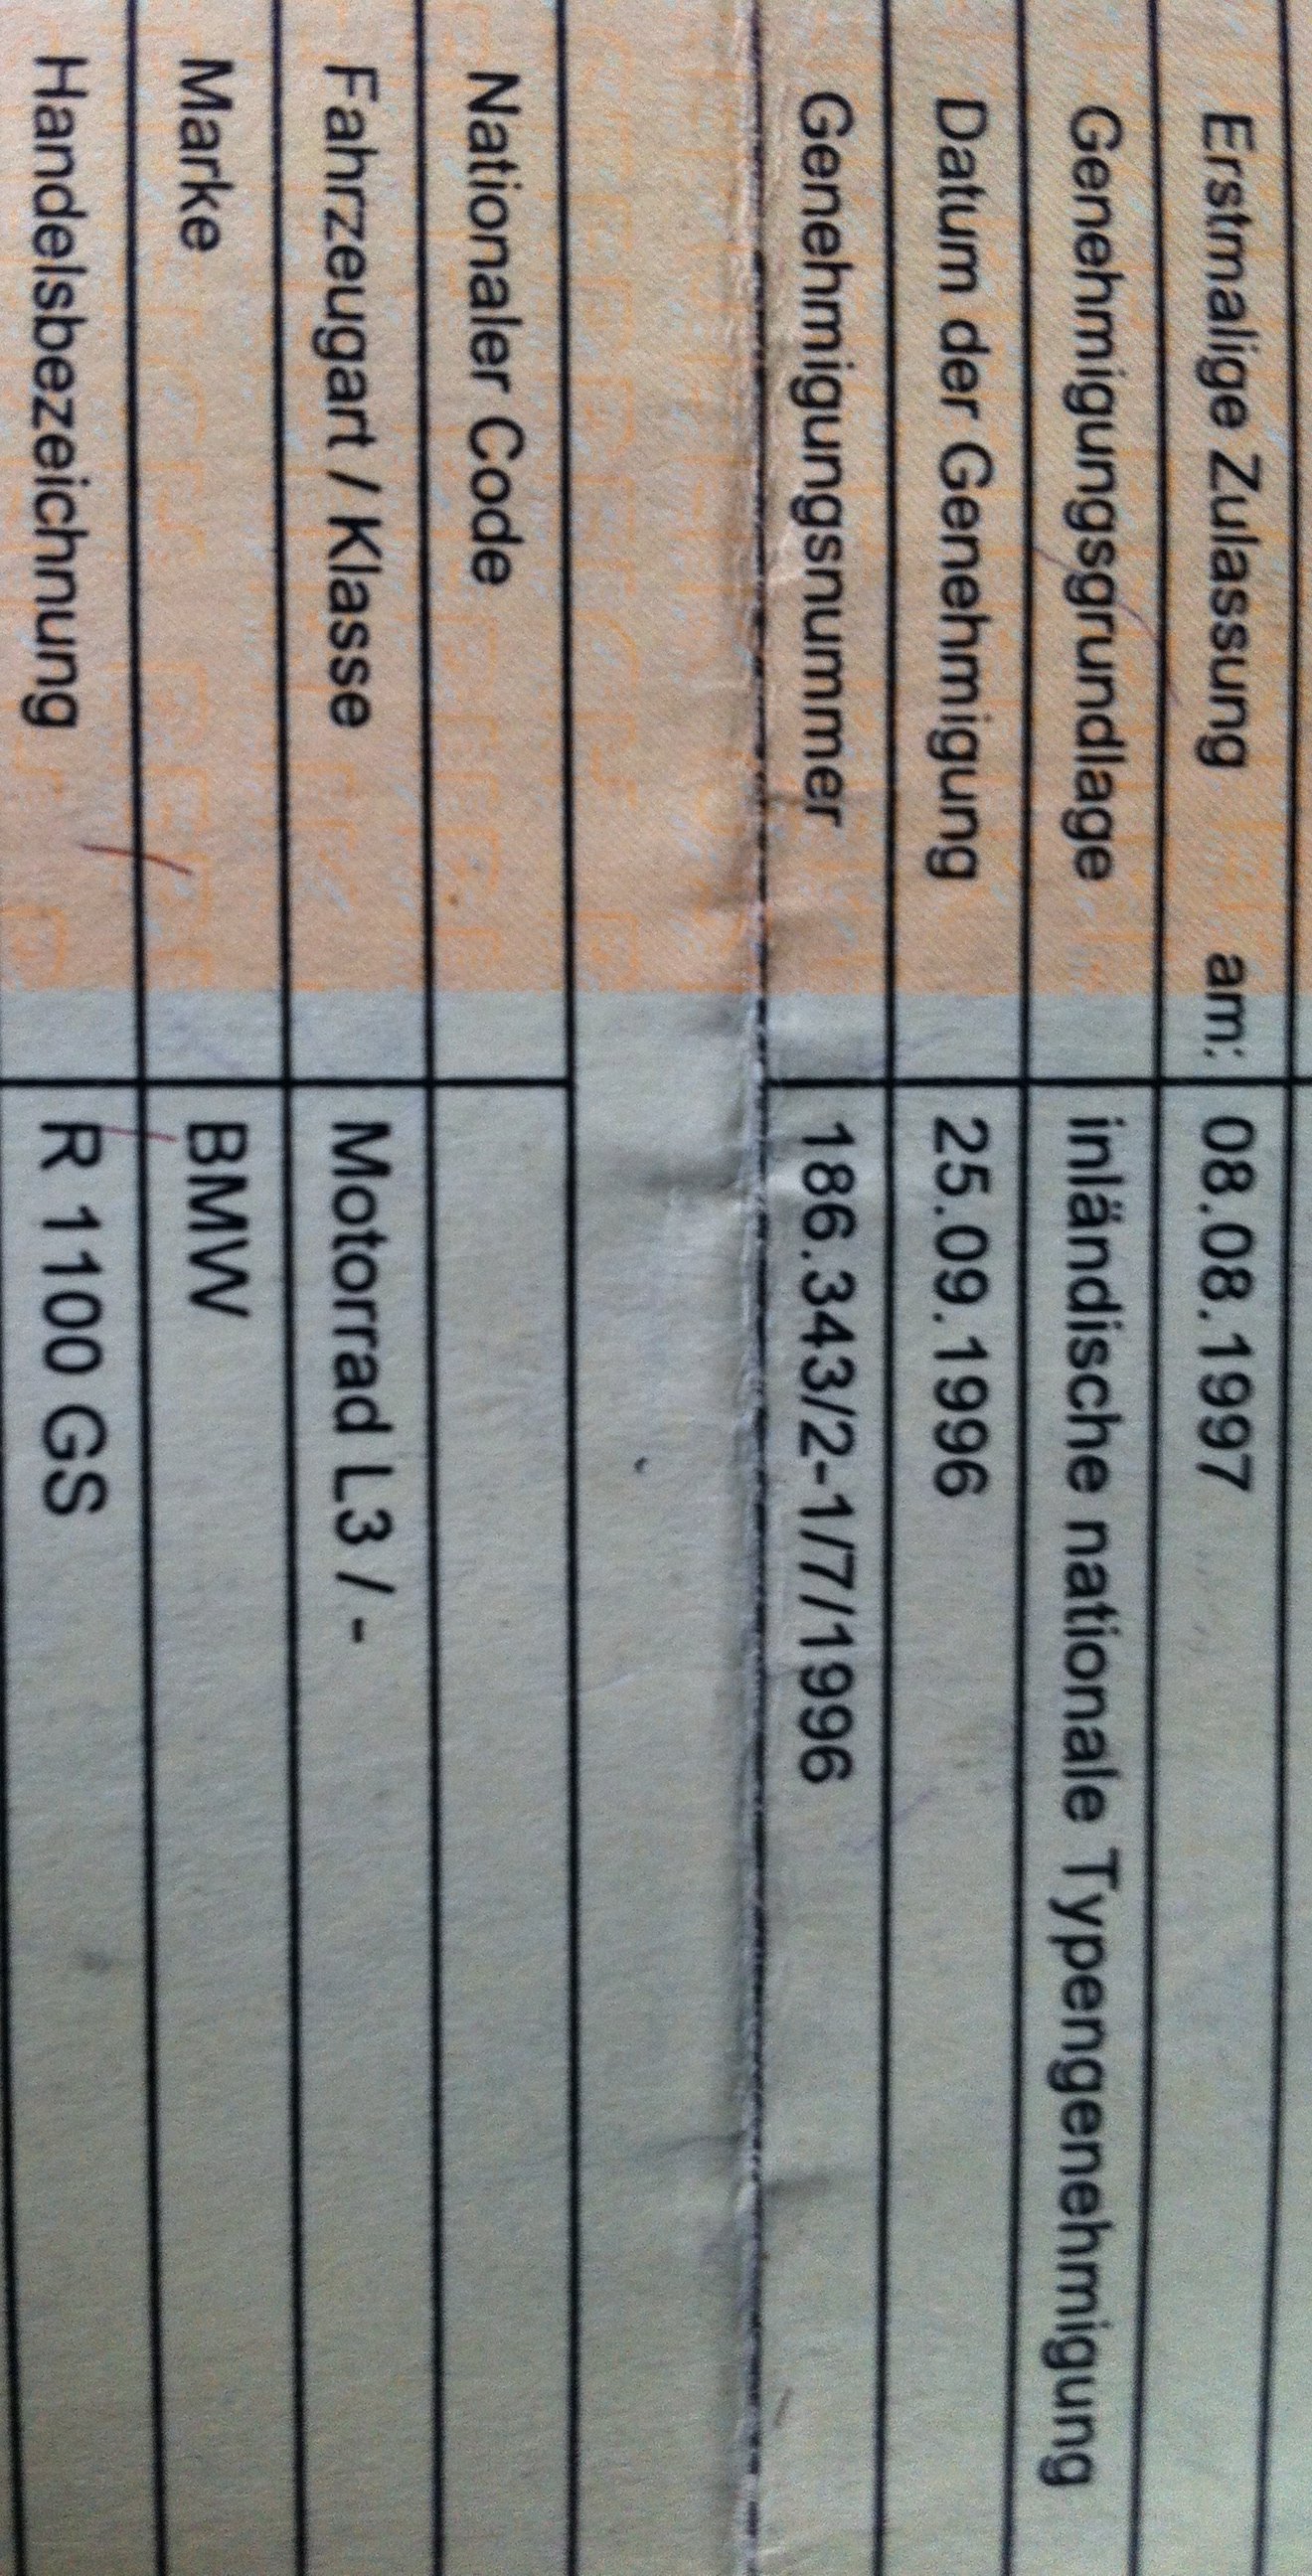 Erstmalige Zulassung am: 08.08.1997
Genehmigungsgrundlage inländische nationale Typengenehmigung
Datum der Genehmigung 25.09.1996
Genehmigungsnummer 186.343/2-1/7/1996
Nationaler Code
Fahrzeugart / Klasse Motorrad L3 / -
Marke BMW
Handelsbezeichnung R 1100 GS